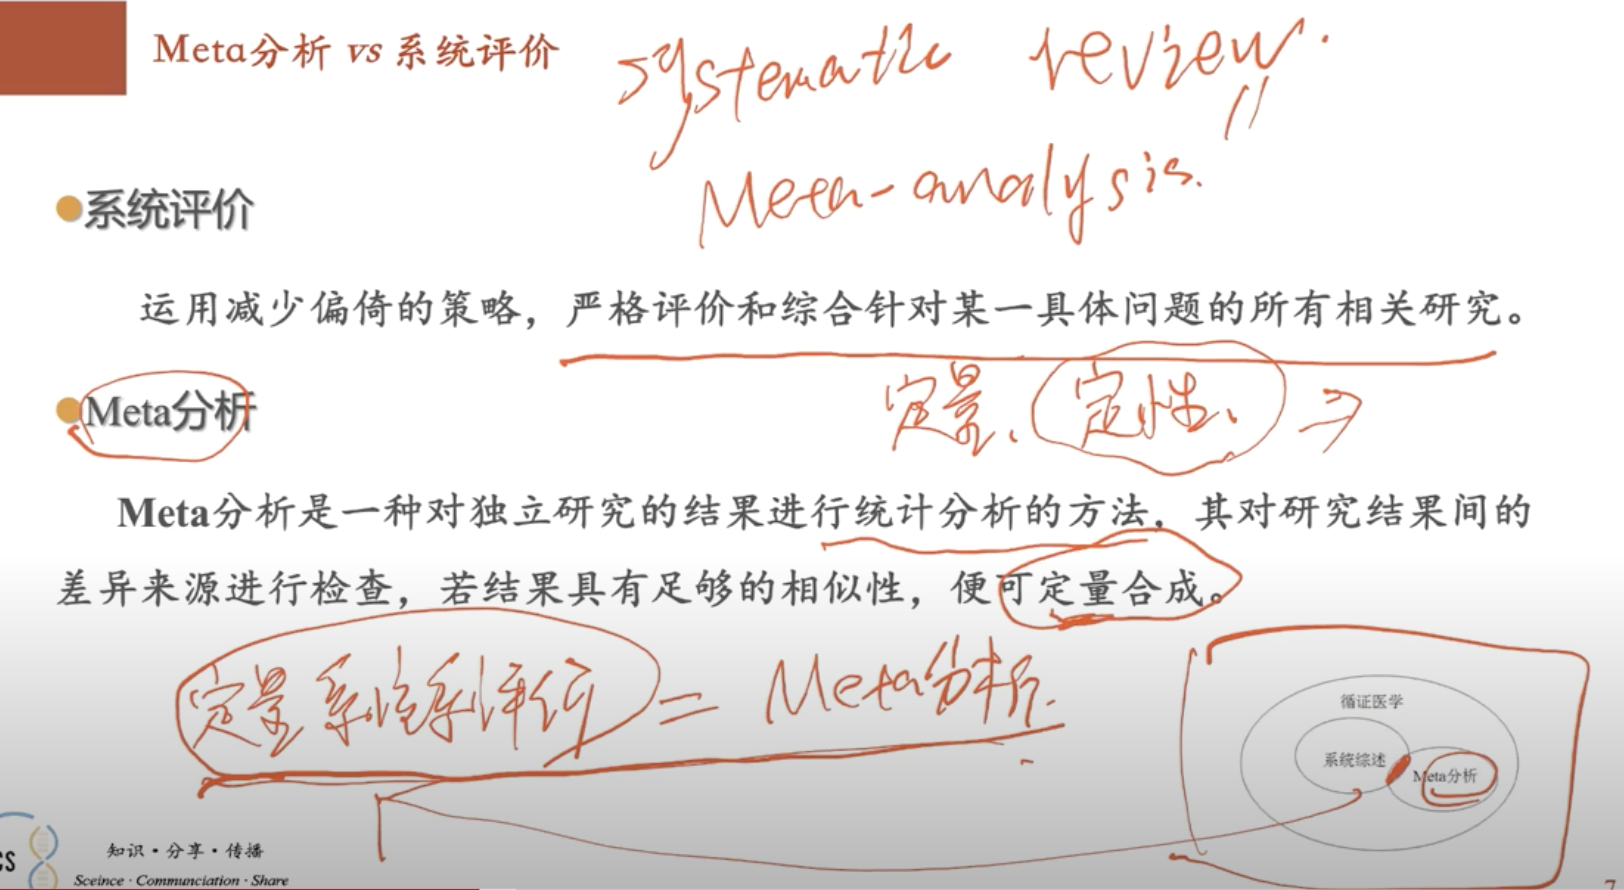 Meta分析 vs 系统评价
systematic review.
Meta-analysis.
系统评价
运用减少偏倚的策略，严格评价和综合针对某一具体问题的所有相关研究。
定量、定性、
Meta分析
Meta分析是一种对独立研究的结果进行统计分析的方法，其对研究结果间的
差异来源进行检查，若结果具有足够的相似性，便可定量合成。
定量系统评价 = Meta分析.
循证医学
系统综述
Meta分析
CS
知识·分享·传播
Sceince · Communciation · Share
7